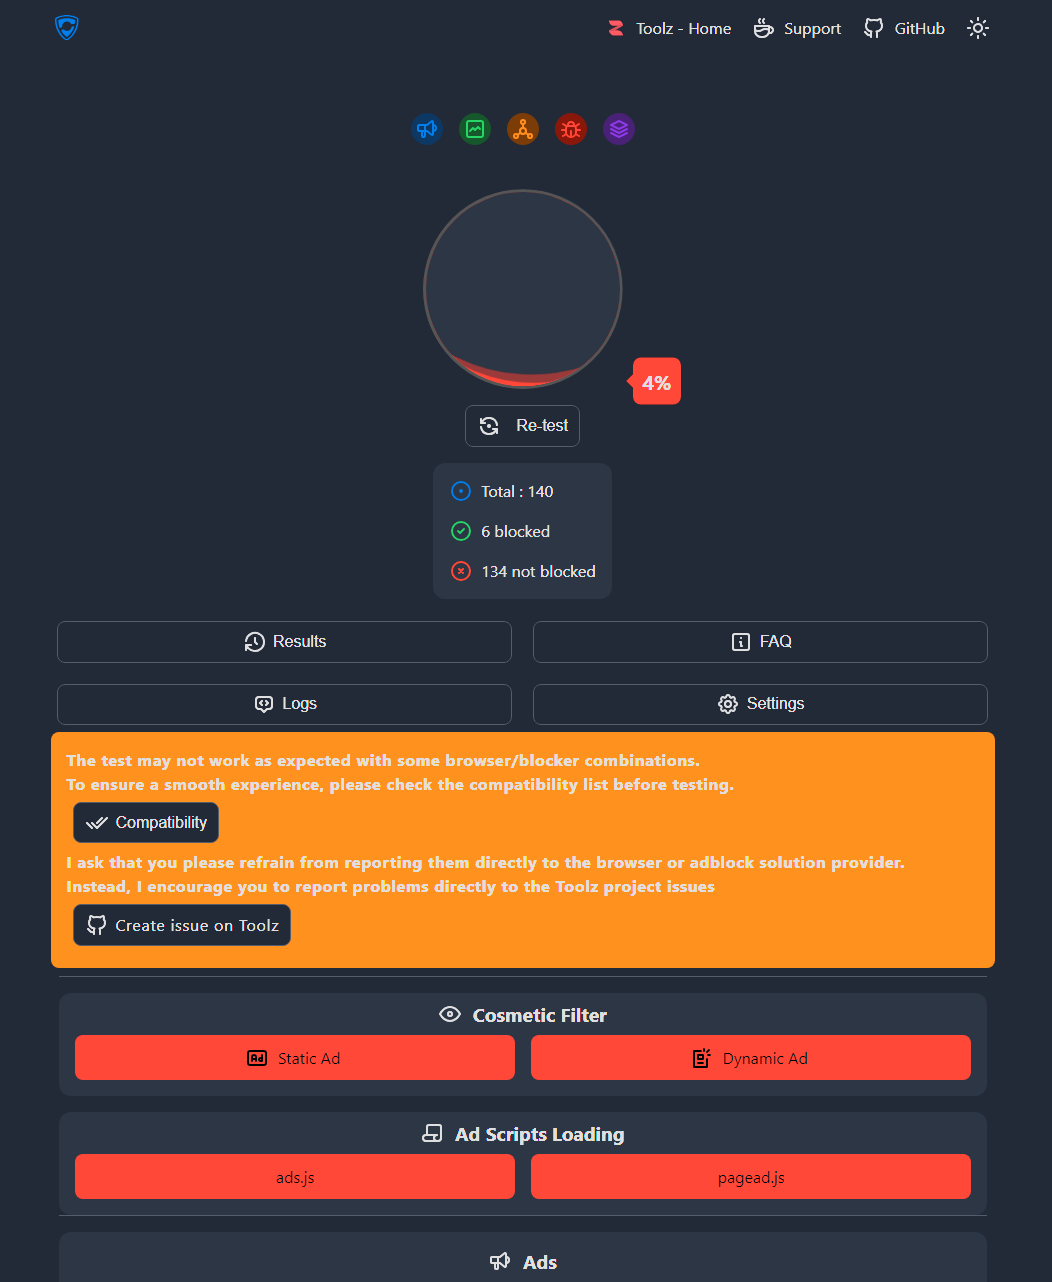 Toolz - Home Support GitHub
4%
Re-test
Total : 140
6 blocked
134 not blocked
Results FAQ
Logs Settings
The test may not work as expected with some browser/blocker combinations.
To ensure a smooth experience, please check the compatibility list before testing.
Compatibility
I ask that you please refrain from reporting them directly to the browser or adblock solution provider.
Instead, I encourage you to report problems directly to the Toolz project issues
Create issue on Toolz
Cosmetic Filter
Ad Static Ad Dynamic Ad
Ad Scripts Loading
ads.js pagead.js
Ads